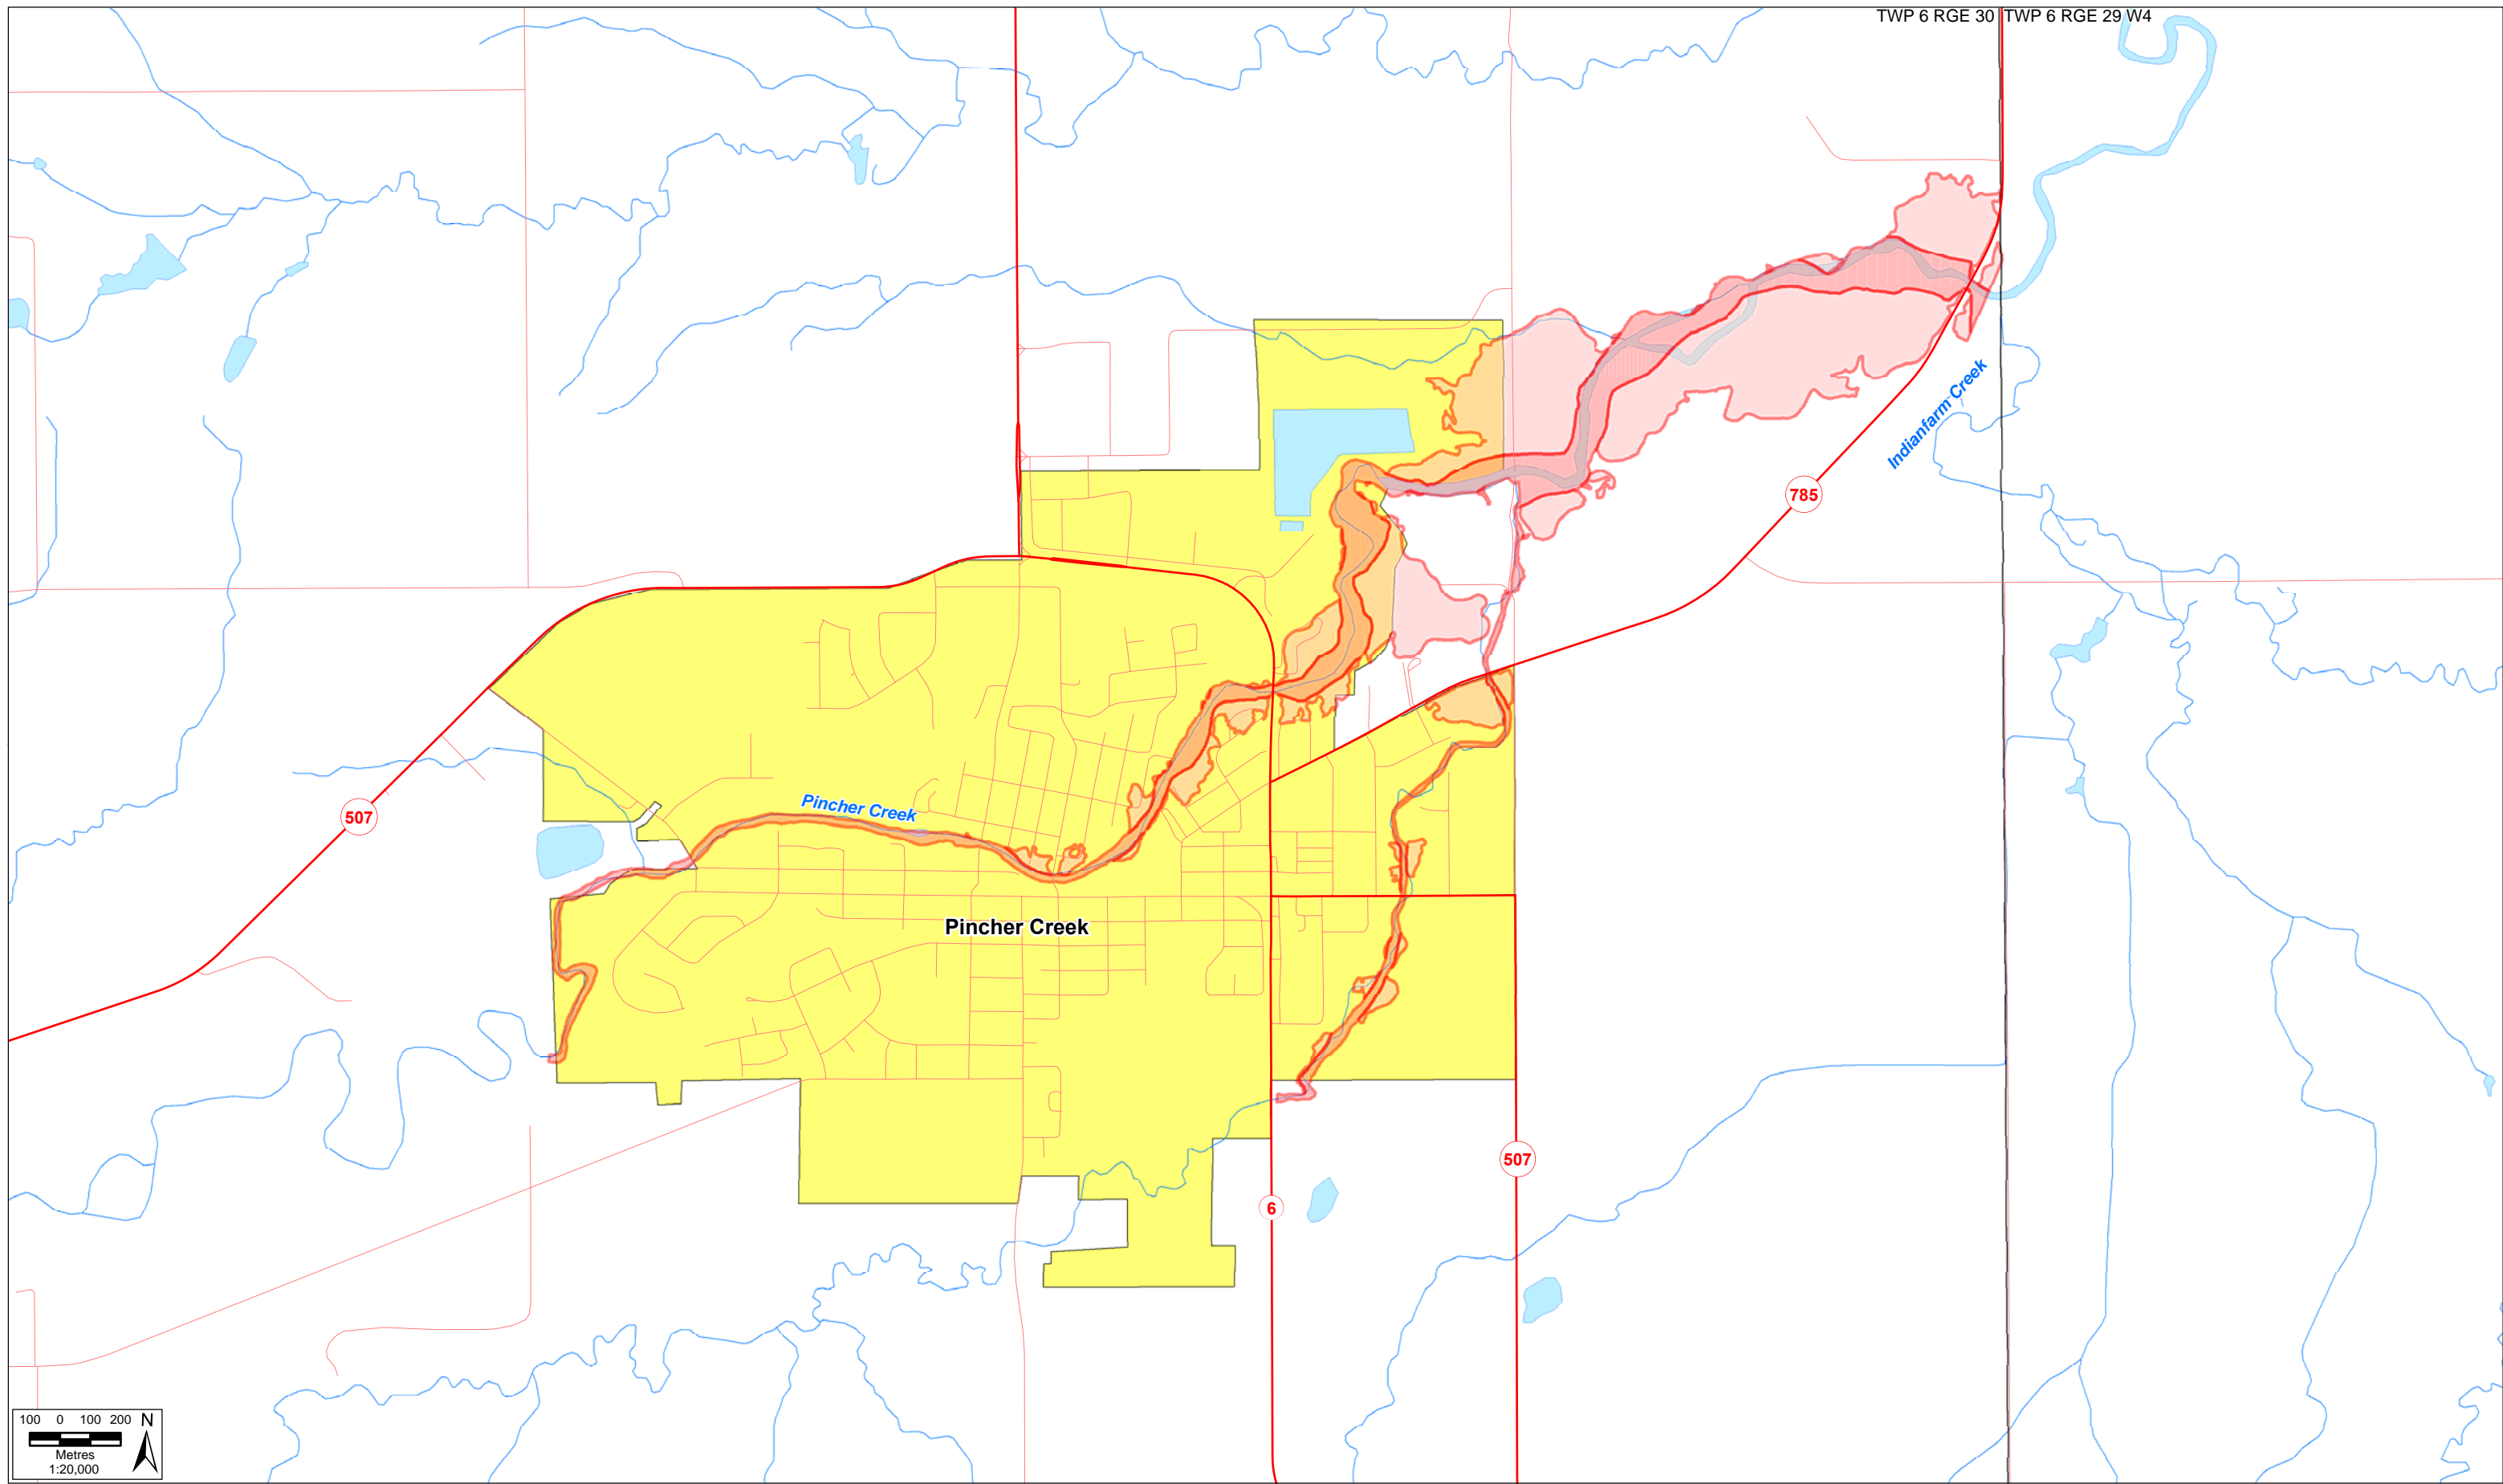 TWP 6 RGE 30
TWP 6 RGE 29 W4
Indianfarm Creek
785
507
Pincher Creek
Pincher Creek
507
6
100 0 100 200 N
Metres
1:20,000